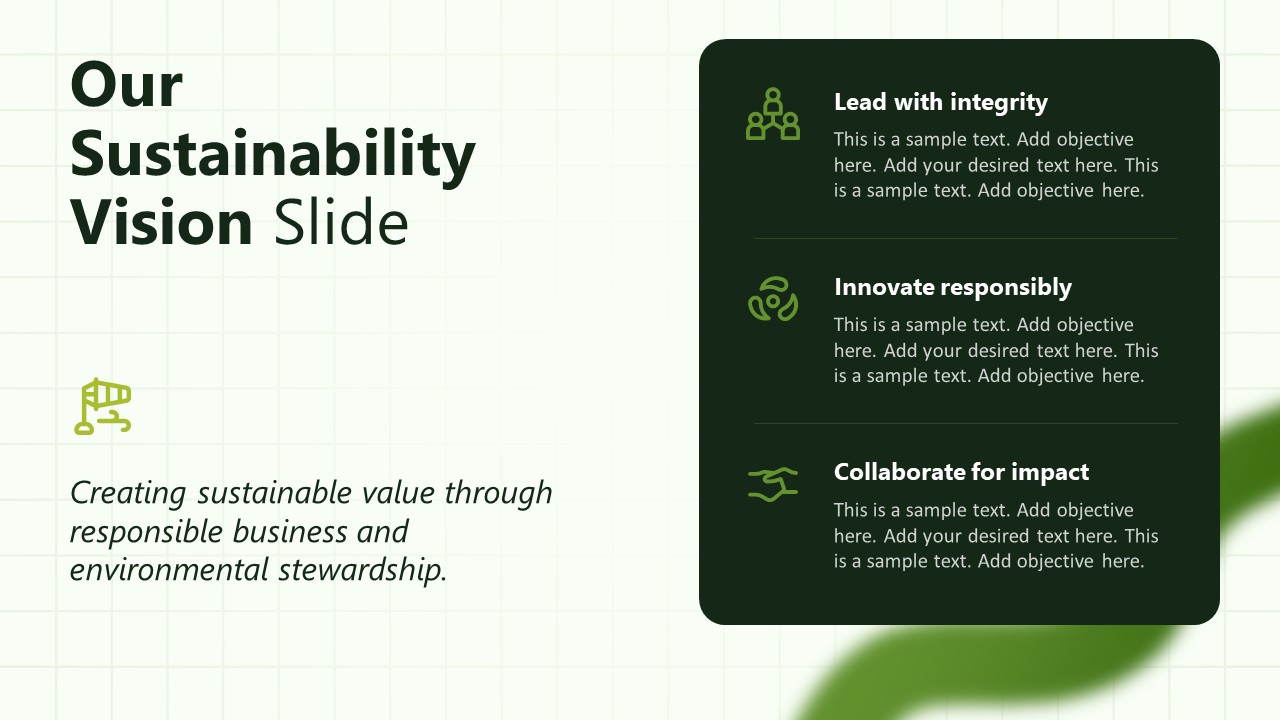 Our
Sustainability
Vision Slide
Creating sustainable value through
responsible business and
environmental stewardship.
Lead with integrity
This is a sample text. Add objective
here. Add your desired text here. This
is a sample text. Add objective here.
Innovate responsibly
This is a sample text. Add objective
here. Add your desired text here. This
is a sample text. Add objective here.
Collaborate for impact
This is a sample text. Add objective
here. Add your desired text here. This
is a sample text. Add objective here.